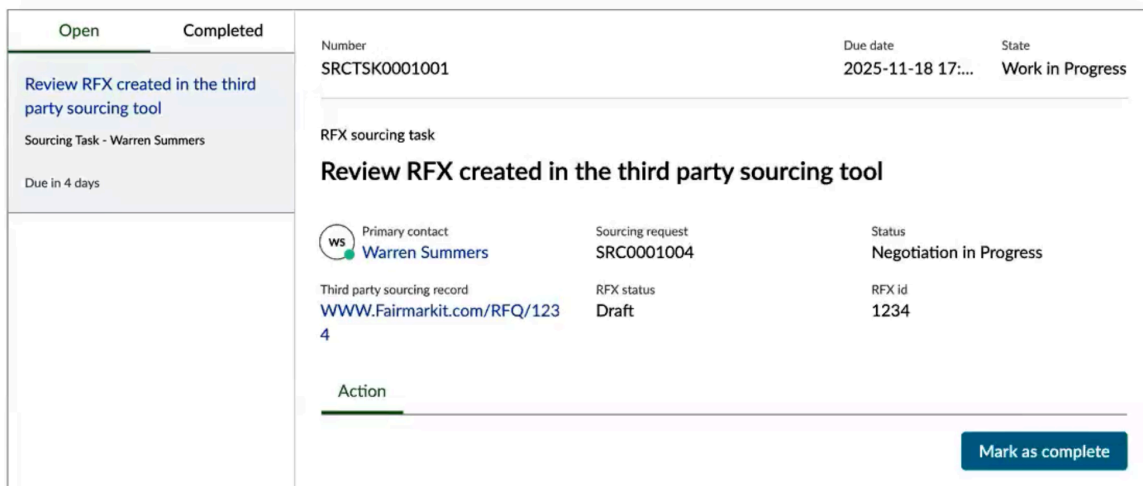 Open Completed
Review RFX created in the third
party sourcing tool
Sourcing Task - Warren Summers
Due in 4 days
Number
SRCTSK0001001
Due date
2025-11-18 17:...
State
Work in Progress
RFX sourcing task
Review RFX created in the third party sourcing tool
WS
Primary contact
Warren Summers
Sourcing request
SRC0001004
Status
Negotiation in Progress
Third party sourcing record
WWW.Fairmarkit.com/RFQ/123
4
RFX status
Draft
RFX id
1234
Action
Mark as complete